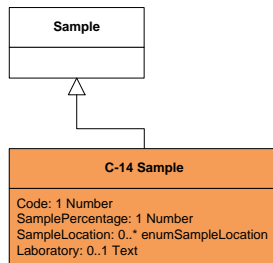 Sample
C-14 Sample
Code: 1 Number
SamplePercentage: 1 Number
SampleLocation: 0..* enumSampleLocation
Laboratory: 0..1 Text